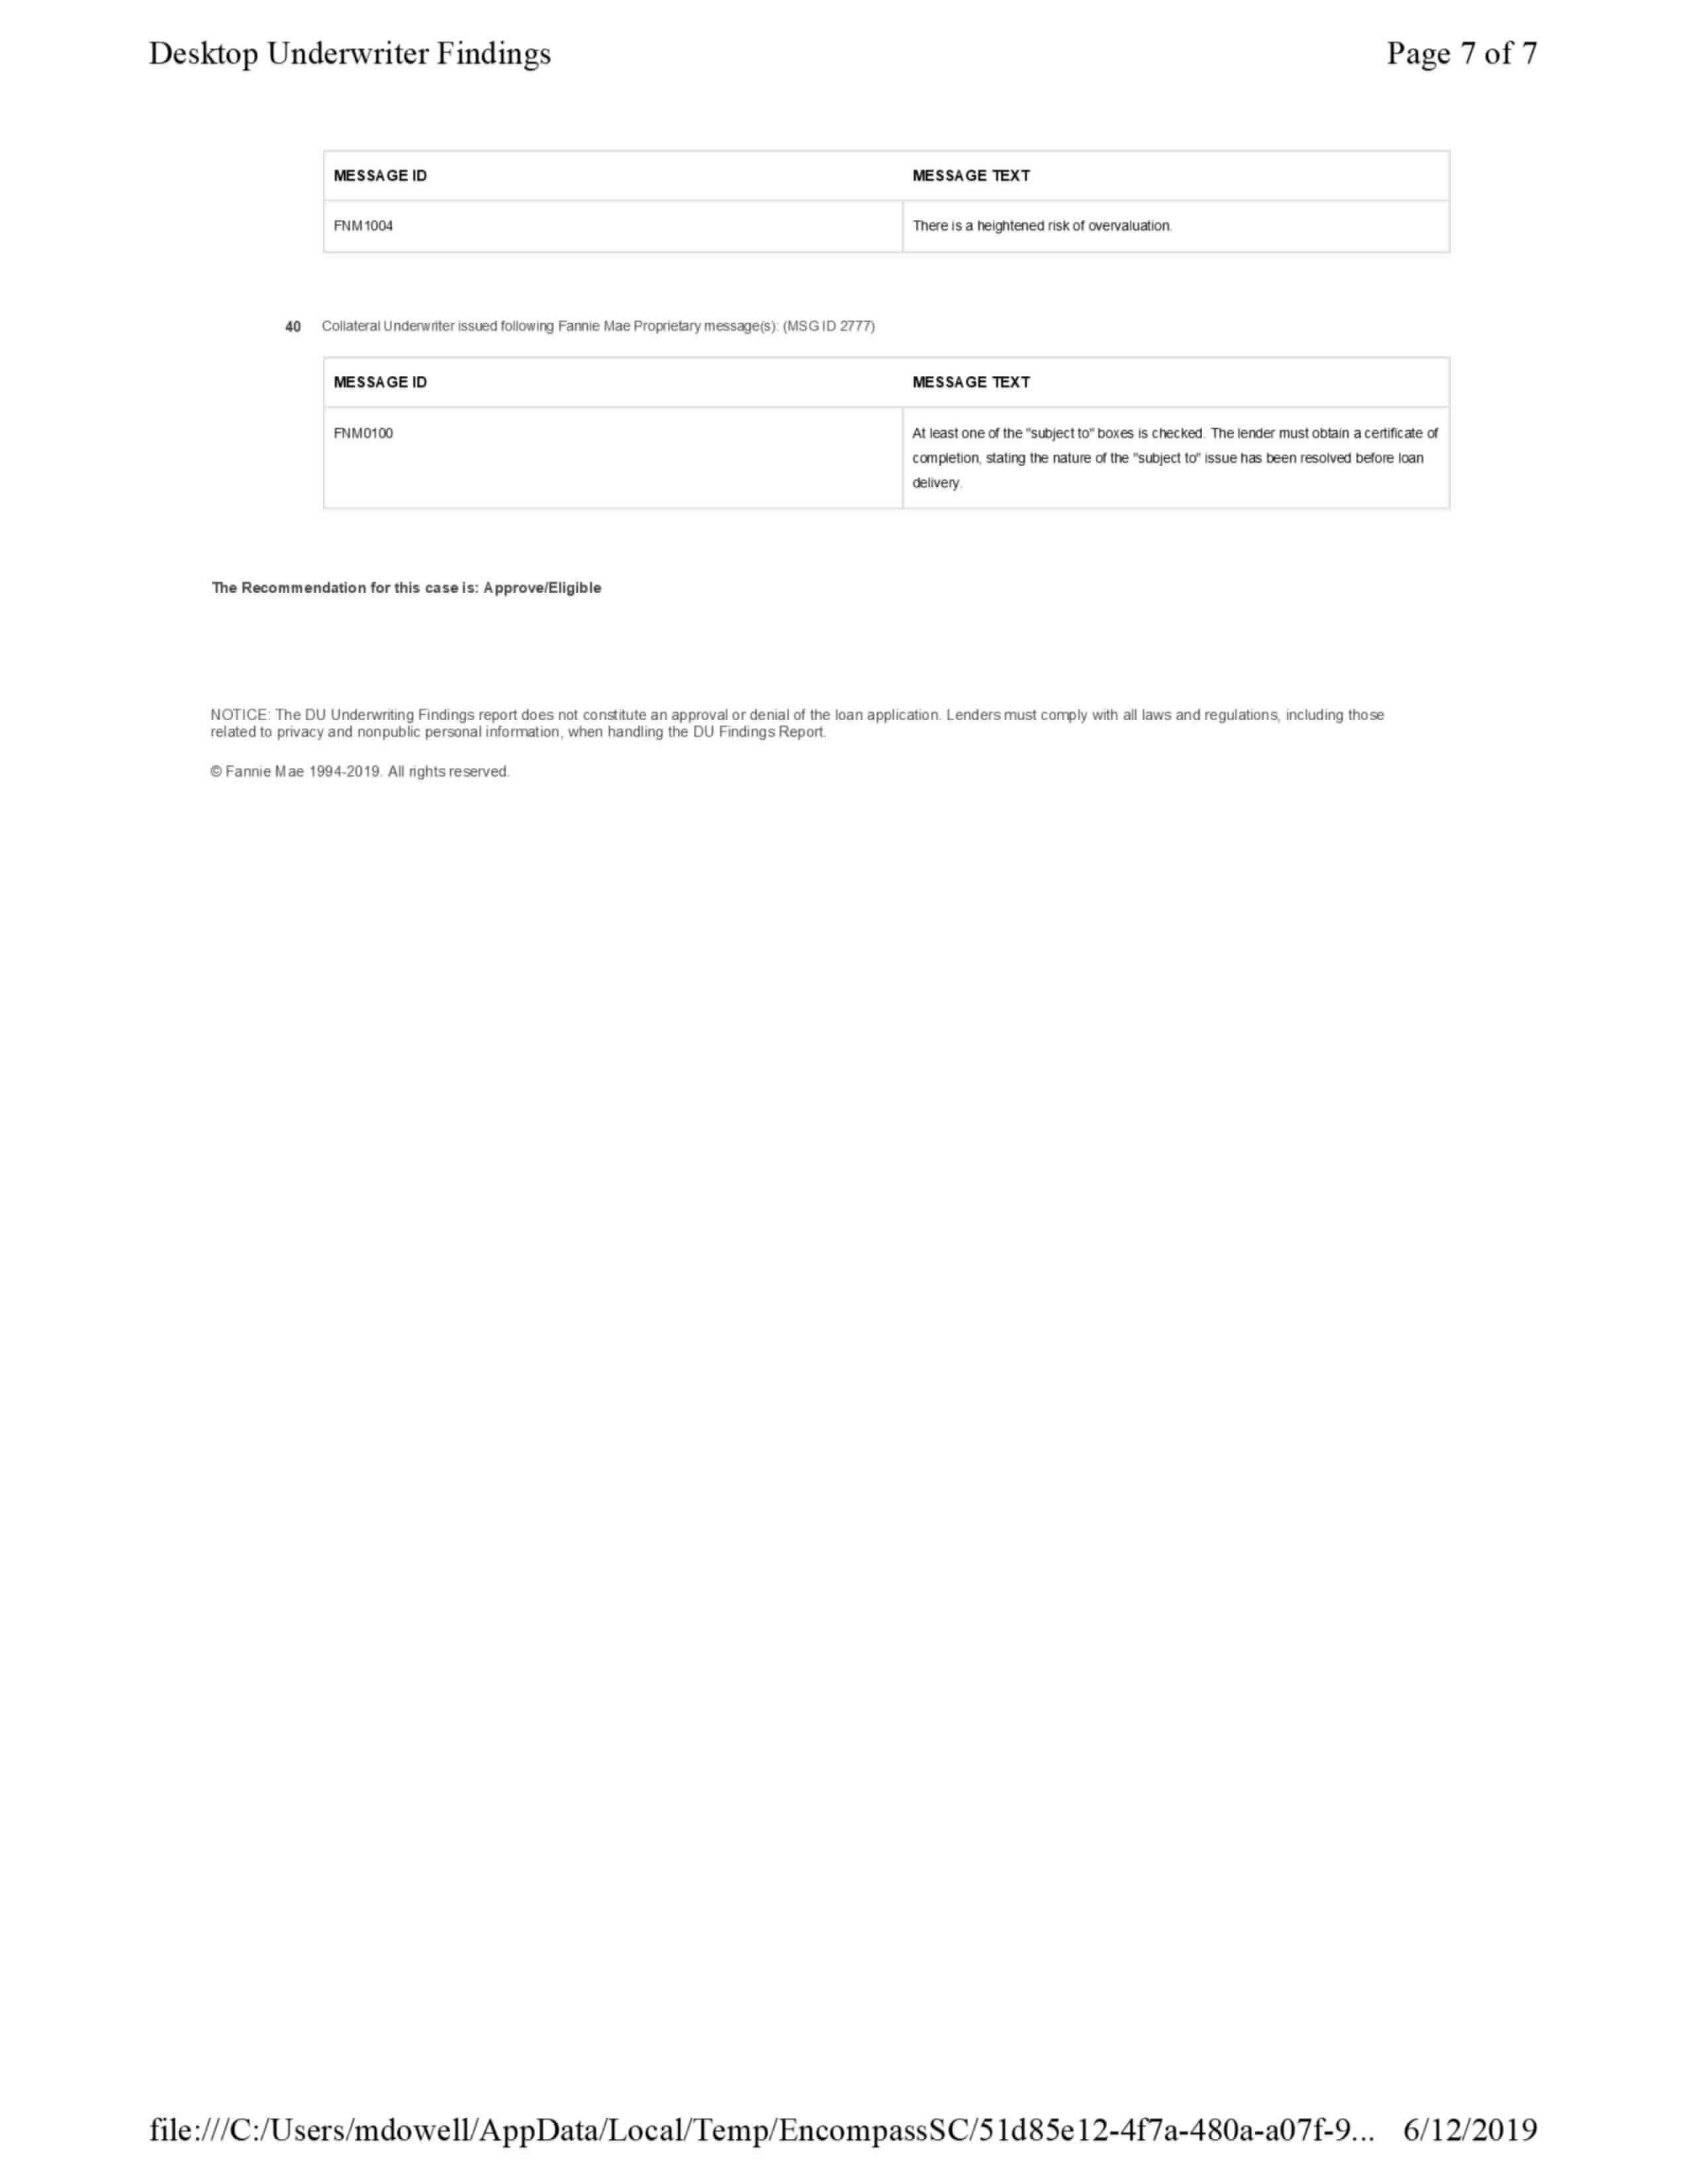 Desktop Underwriter Findings Page 7 of 7
MESSAGE ID MESSAGE TEXT
FNM1004 There is a heightened risk of overvaluation.
40 Collateral Underwriter issued following Fannie Mae Proprietary message(s): (MSG ID 2777)
MESSAGE ID MESSAGE TEXT
FNM0100 At least one of the "subject to" boxes is checked. The lender must obtain a certificate of
completion, stating the nature of the "subject to" issue has been resolved before loan
delivery.
The Recommendation for this case is: Approve/Eligible
NOTICE: The DU Underwriting Findings report does not constitute an approval or denial of the loan application. Lenders must comply with all laws and regulations, including those
related to privacy and nonpublic personal information, when handling the DU Findings Report.
© Fannie Mae 1994-2019. All rights reserved.
file:///C:/Users/mdowell/AppData/Local/Temp/EncompassSC/51d85e12-4f7a-480a-a07f-9... 6/12/2019